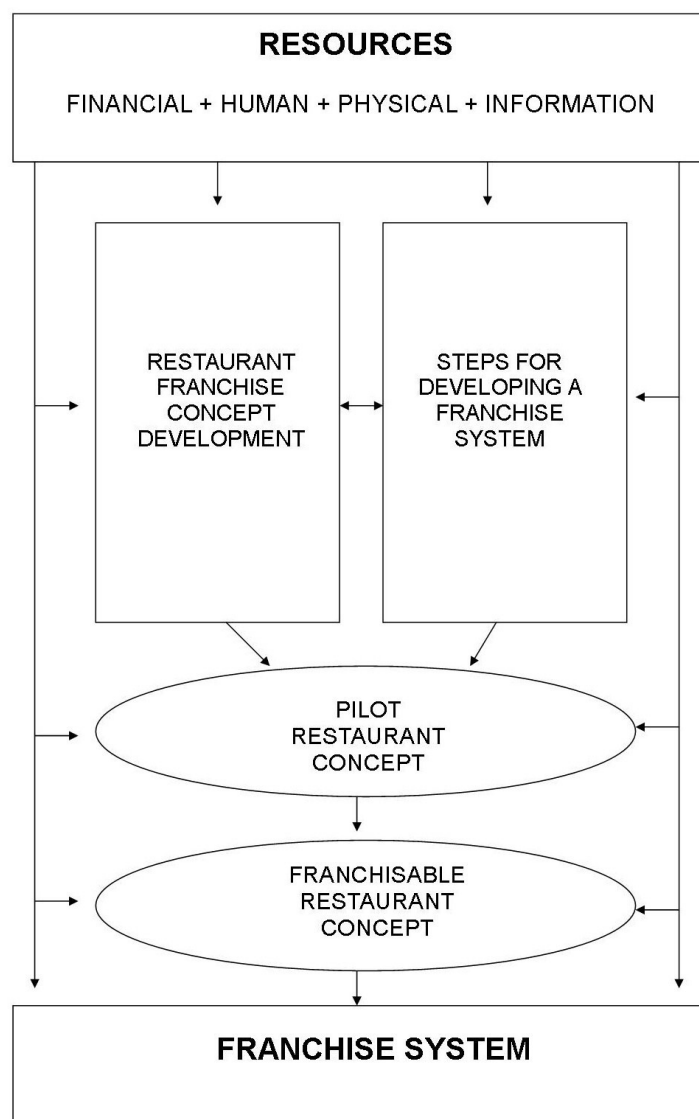 RESOURCES
FINANCIAL + HUMAN + PHYSICAL + INFORMATION
RESTAURANT
FRANCHISE
CONCEPT
DEVELOPMENT
STEPS FOR
DEVELOPING A
FRANCHISE
SYSTEM
PILOT
RESTAURANT
CONCEPT
FRANCHISABLE
RESTAURANT
CONCEPT
FRANCHISE SYSTEM